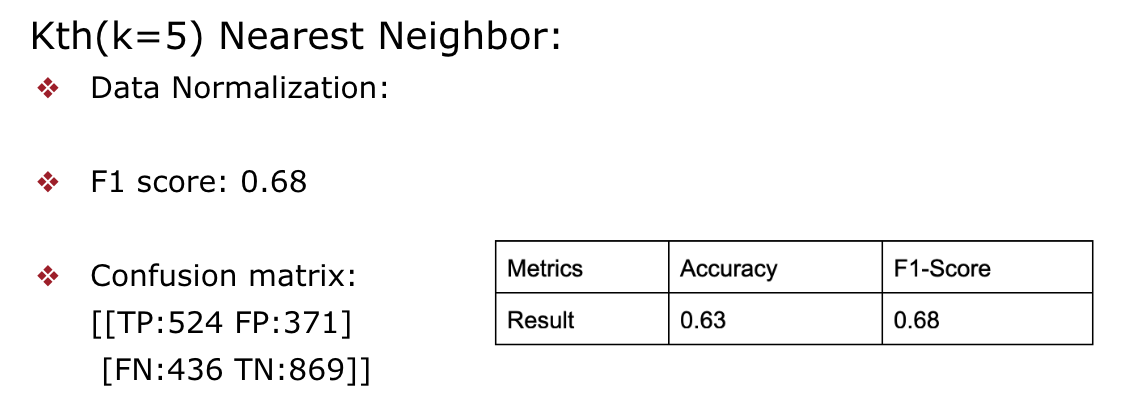 Kth(k=5) Nearest Neighbor:
Data Normalization:
F1 score: 0.68
Confusion matrix:
[[TP:524 FP:371]
[FN:436 TN:869]]
Metrics Accuracy F1-Score
Result 0.63 0.68